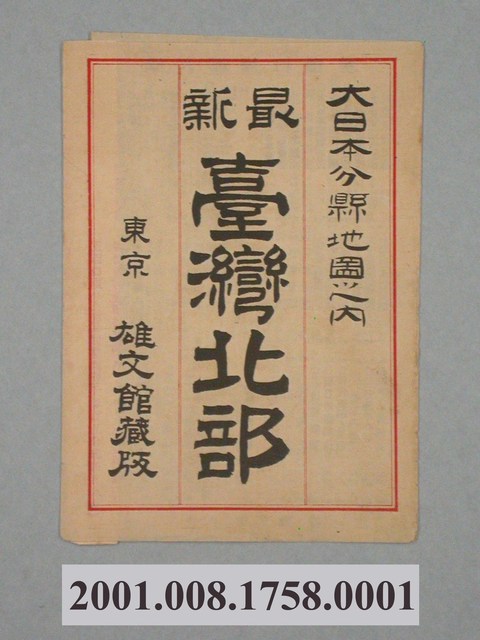 大日本分縣地圖之内
最新
臺灣北部
東京 雄文館藏版
2001.008.1758.0001